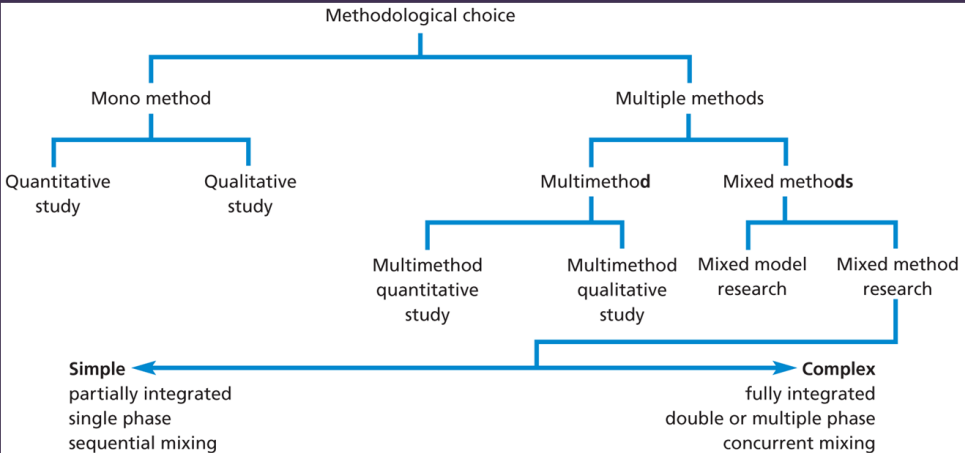 Methodological choice
Mono method
Multiple methods
Quantitative
study
Qualitative
study
Multimethod
Mixed methods
Multimethod
quantitative
study
Multimethod
qualitative
study
Mixed model
research
Mixed method
research
Simple
partially integrated
single phase
sequential mixing
Complex
fully integrated
double or multiple phase
concurrent mixing